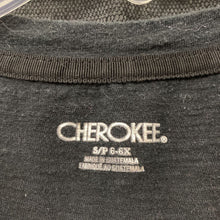 CHEROKEE®
S/P 6-6X
MADE IN GUATEMALA
FABRIQUÉ AU GUATEMALA